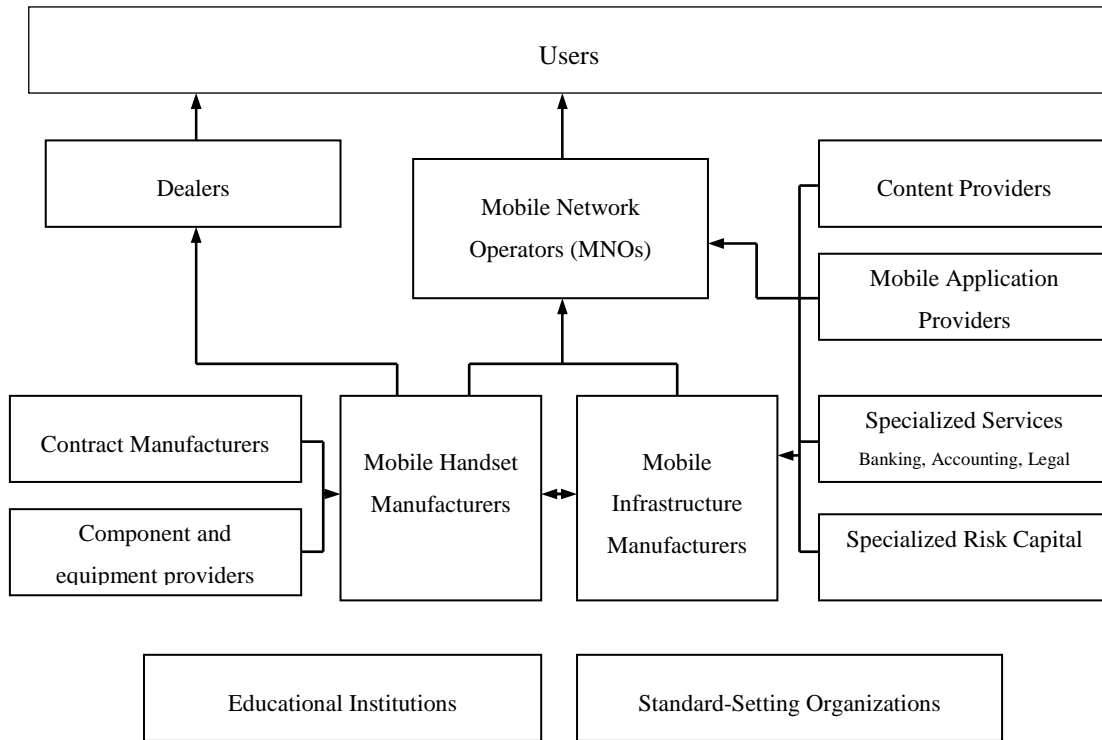 Users
Dealers
Mobile Network
Operators (MNOs)
Content Providers
Mobile Application
Providers
Contract Manufacturers
Component and
equipment providers
Mobile Handset
Manufacturers
Mobile
Infrastructure
Manufacturers
Specialized Services
Banking, Accounting, Legal
Specialized Risk Capital
Educational Institutions
Standard-Setting Organizations